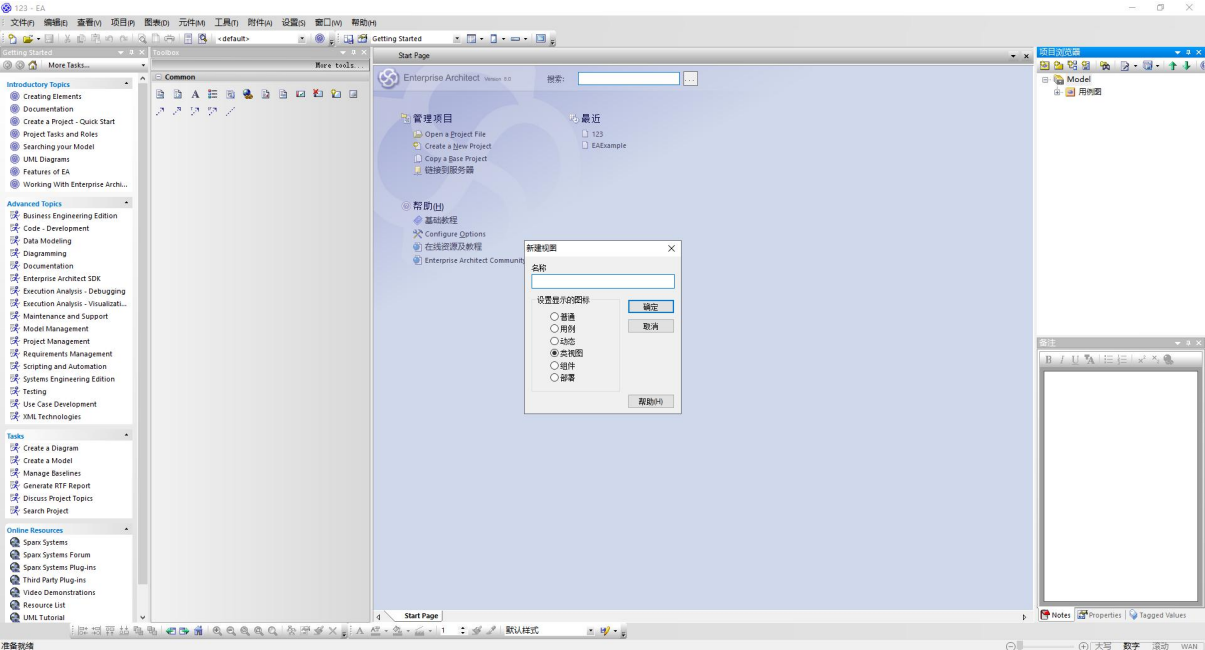 123 - EA
文件(F) 编辑(E) 查看(V) 项目(P) 图表(D) 元件(M) 工具(T) 附件(A) 设置(S) 窗口(W) 帮助(H)
<default> Getting Started
Getting Started
More Tasks...
Introductory Topics
Creating Elements
Documentation
Create a Project - Quick Start
Project Tasks and Roles
Searching your Model
UML Diagrams
Features of EA
Working With Enterprise Archi...
Advanced Topics
Business Engineering Edition
Code - Development
Data Modeling
Diagramming
Documentation
Enterprise Architect SDK
Execution Analysis - Debugging
Execution Analysis - Visualizati...
Maintenance and Support
Model Management
Project Management
Requirements Management
Scripting and Automation
Systems Engineering Edition
Testing
Use Case Development
XML Technologies
Tasks
Create a Diagram
Create a Model
Manage Baselines
Generate RTF Report
Discuss Project Topics
Search Project
Online Resources
Sparx Systems
Sparx Systems Forum
Sparx Systems Plug-ins
Third Party Plug-ins
Video Demonstrations
Resource List
UML Tutorial
Toolbox
More tools...
Common
Start Page
Enterprise Architect Version 8.0 搜索: ...
管理项目
Open a Project File
Create a New Project
Copy a Base Project
链接到服务器
最近
123
EAExample
帮助(H)
基础教程
Configure Options
在线资源及教程
Enterprise Architect Community
新建视图
名称
设置显示的图标
普通
用例
动态
类视图
组件
部署
确定
取消
帮助(H)
项目浏览器
Model
用例图
备注
B I U A
Start Page
Notes Properties Tagged Values
1 默认样式
准备就绪 大写 数字 滚动 WAN